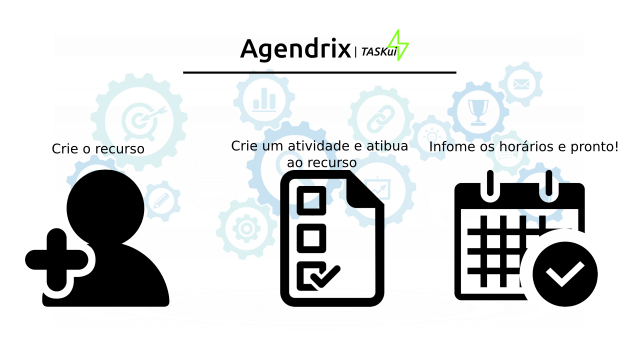 Agendrix | TASKui
Crie o recurso
Crie um atividade e atibua
ao recurso
Infome os horários e pronto!